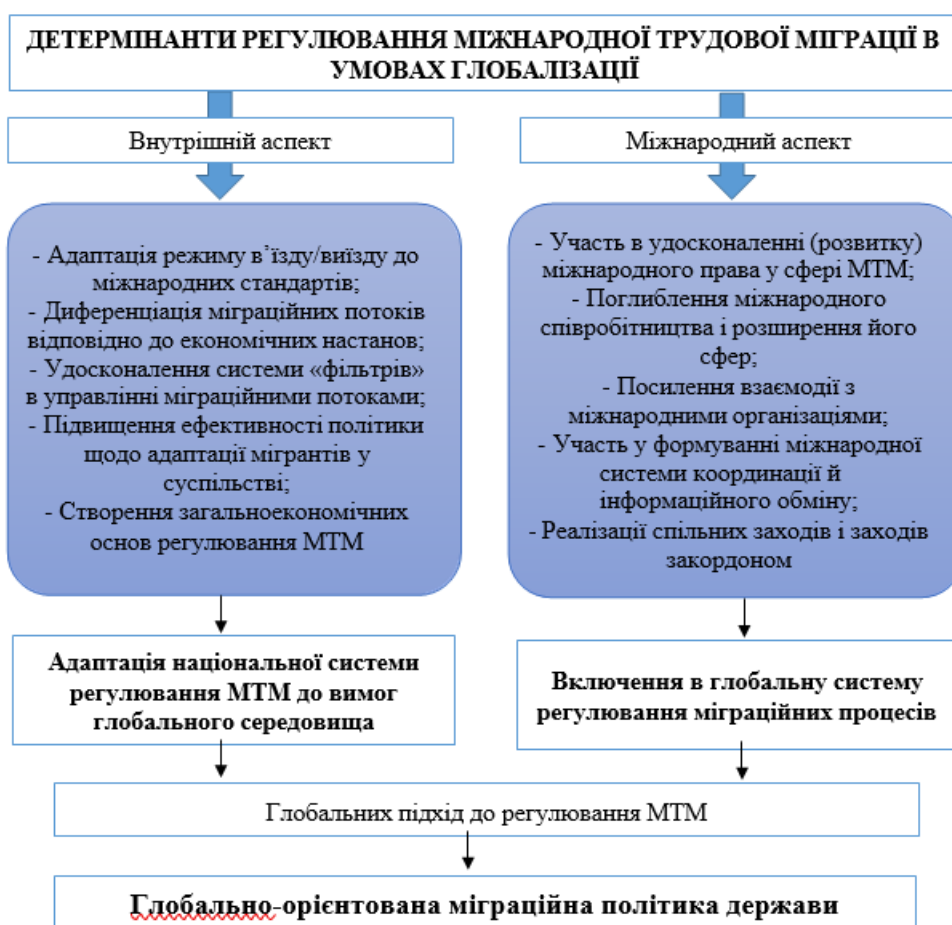 ДЕТЕРМІНАНТИ РЕГУЛЮВАННЯ МІЖНАРОДНОЇ ТРУДОВОЇ МІГРАЦІЇ В
УМОВАХ ГЛОБАЛІЗАЦІЇ
Внутрішній аспект
- Адаптація режиму в’їзду/виїзду до
міжнародних стандартів;
- Диференціація міграційних потоків
відповідно до економічних настанов;
- Удосконалення системи «фільтрів»
в управлінні міграційними потоками;
- Підвищення ефективності політики
щодо адаптації мігрантів у
суспільстві;
- Створення загальноекономічних
основ регулювання МТМ
Адаптація національної системи
регулювання МТМ до вимог
глобального середовища
Міжнародний аспект
- Участь в удосконаленні (розвитку)
міжнародного права у сфері МТМ;
- Поглиблення міжнародного
співробітництва і розширення його
сфер;
- Посилення взаємодії з
міжнародними організаціями;
- Участь у формуванні міжнародної
системи координації й
інформаційного обміну;
- Реалізації спільних заходів і заходів
закордоном
Включення в глобальну систему
регулювання міграційних процесів
Глобальних підхід до регулювання МТМ
Глобально-орієнтована міграційна політика держави